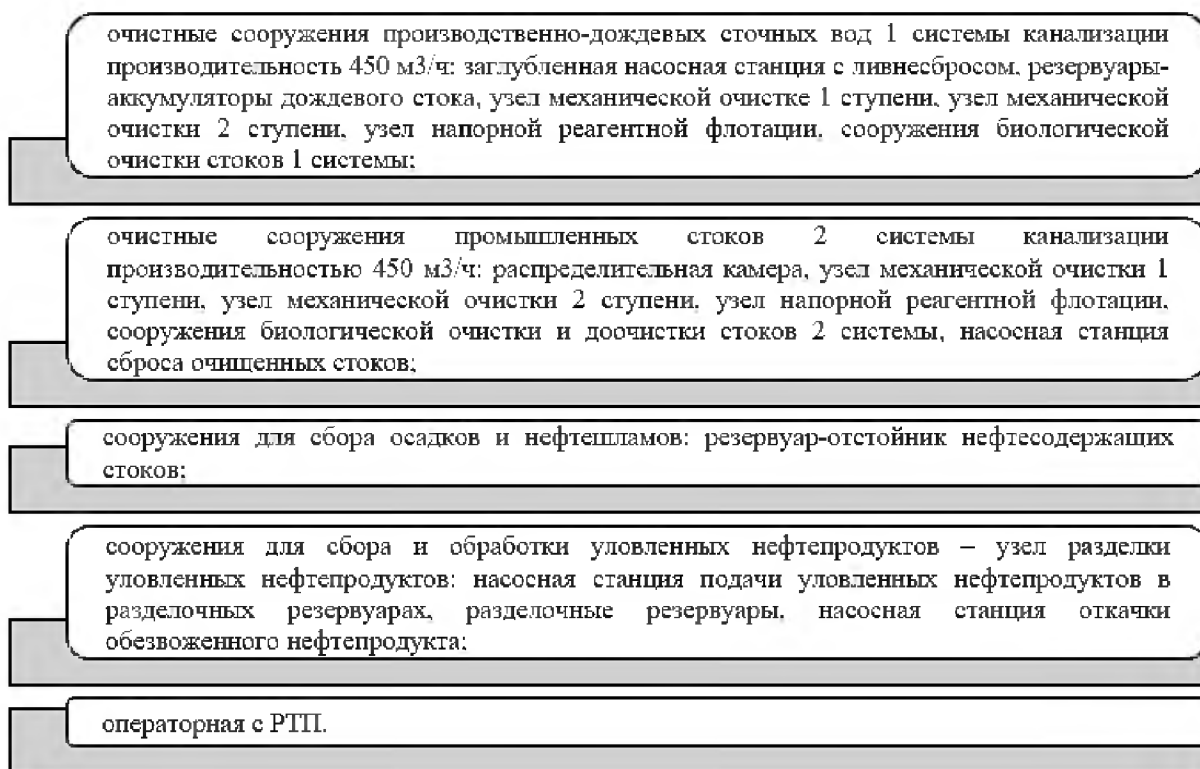 очистные сооружения производственно-дождевых сточных вод 1 системы канализации
производительность 450 м3/ч: заглубленная насосная станция с ливнесбросом, резервуары-
аккумуляторы дождевого стока, узел механической очистке 1 ступени, узел механической
очистки 2 ступени, узел напорной реагентной флотации, сооружения биологической
очистки стоков 1 системы;
очистные сооружения промышленных стоков 2 системы канализации
производительностью 450 м3/ч: распределительная камера, узел механической очистки 1
ступени, узел механической очистки 2 ступени, узел напорной реагентной флотации,
сооружения биологической очистки и доочистки стоков 2 системы, насосная станция
сброса очищенных стоков;
сооружения для сбора осадков и нефтешламов: резервуар-отстойник нефтесодержащих
стоков;
сооружения для сбора и обработки уловленных нефтепродуктов – узел разделки
уловленных нефтепродуктов: насосная станция подачи уловленных нефтепродуктов в
разделочных резервуарах, разделочные резервуары, насосная станция откачки
обезвоженного нефтепродукта;
операторная с РТП.